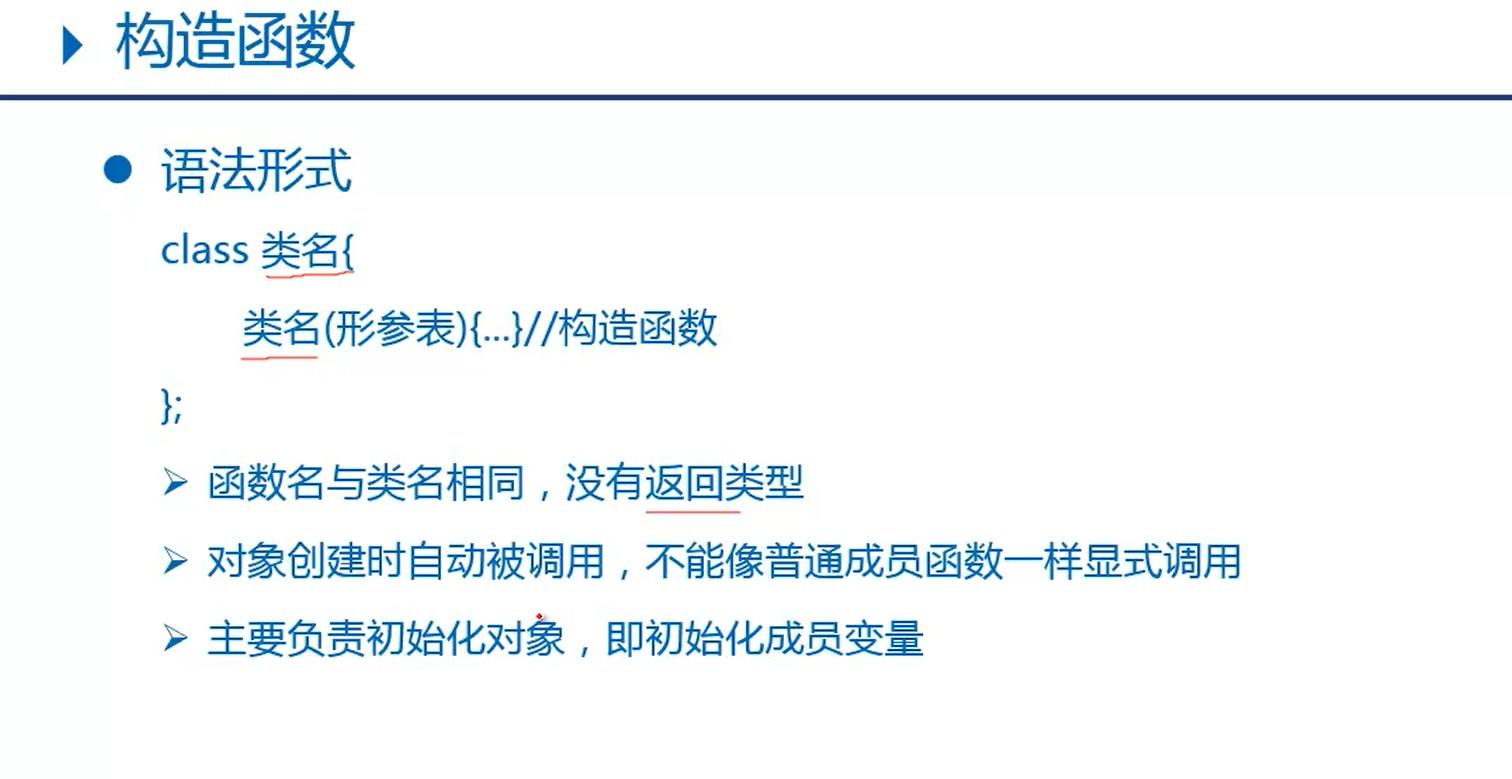 构造函数
语法形式
class 类名{
类名(形参表){...}//构造函数
};
函数名与类名相同，没有返回类型
对象创建时自动被调用，不能像普通成员函数一样显式调用
主要负责初始化对象，即初始化成员变量